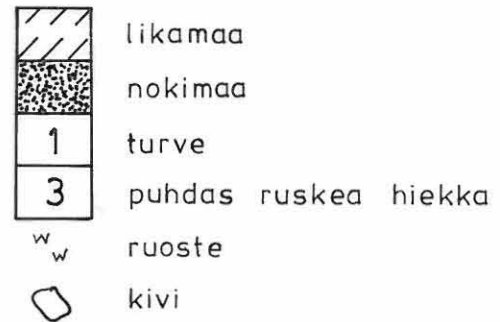 likamaa
nokimaa
1 turve
3 puhdas ruskea hiekka
w w ruoste
kivi